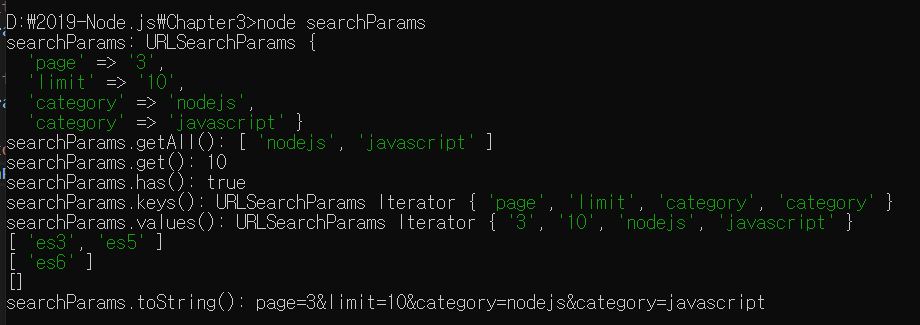 D:\2019-Node.js\Chapter3>node searchParams
searchParams: URLSearchParams {
  'page' => '3',
  'limit' => '10',
  'category' => 'nodejs',
  'category' => 'javascript' }
searchParams.getAll(): [ 'nodejs', 'javascript' ]
searchParams.get(): 10
searchParams.has(): true
searchParams.keys(): URLSearchParams Iterator { 'page', 'limit', 'category', 'category' }
searchParams.values(): URLSearchParams Iterator { '3', '10', 'nodejs', 'javascript' }
[ 'es3', 'es5' ]
[ 'es6' ]
[]
searchParams.toString(): page=3&limit=10&category=nodejs&category=javascript